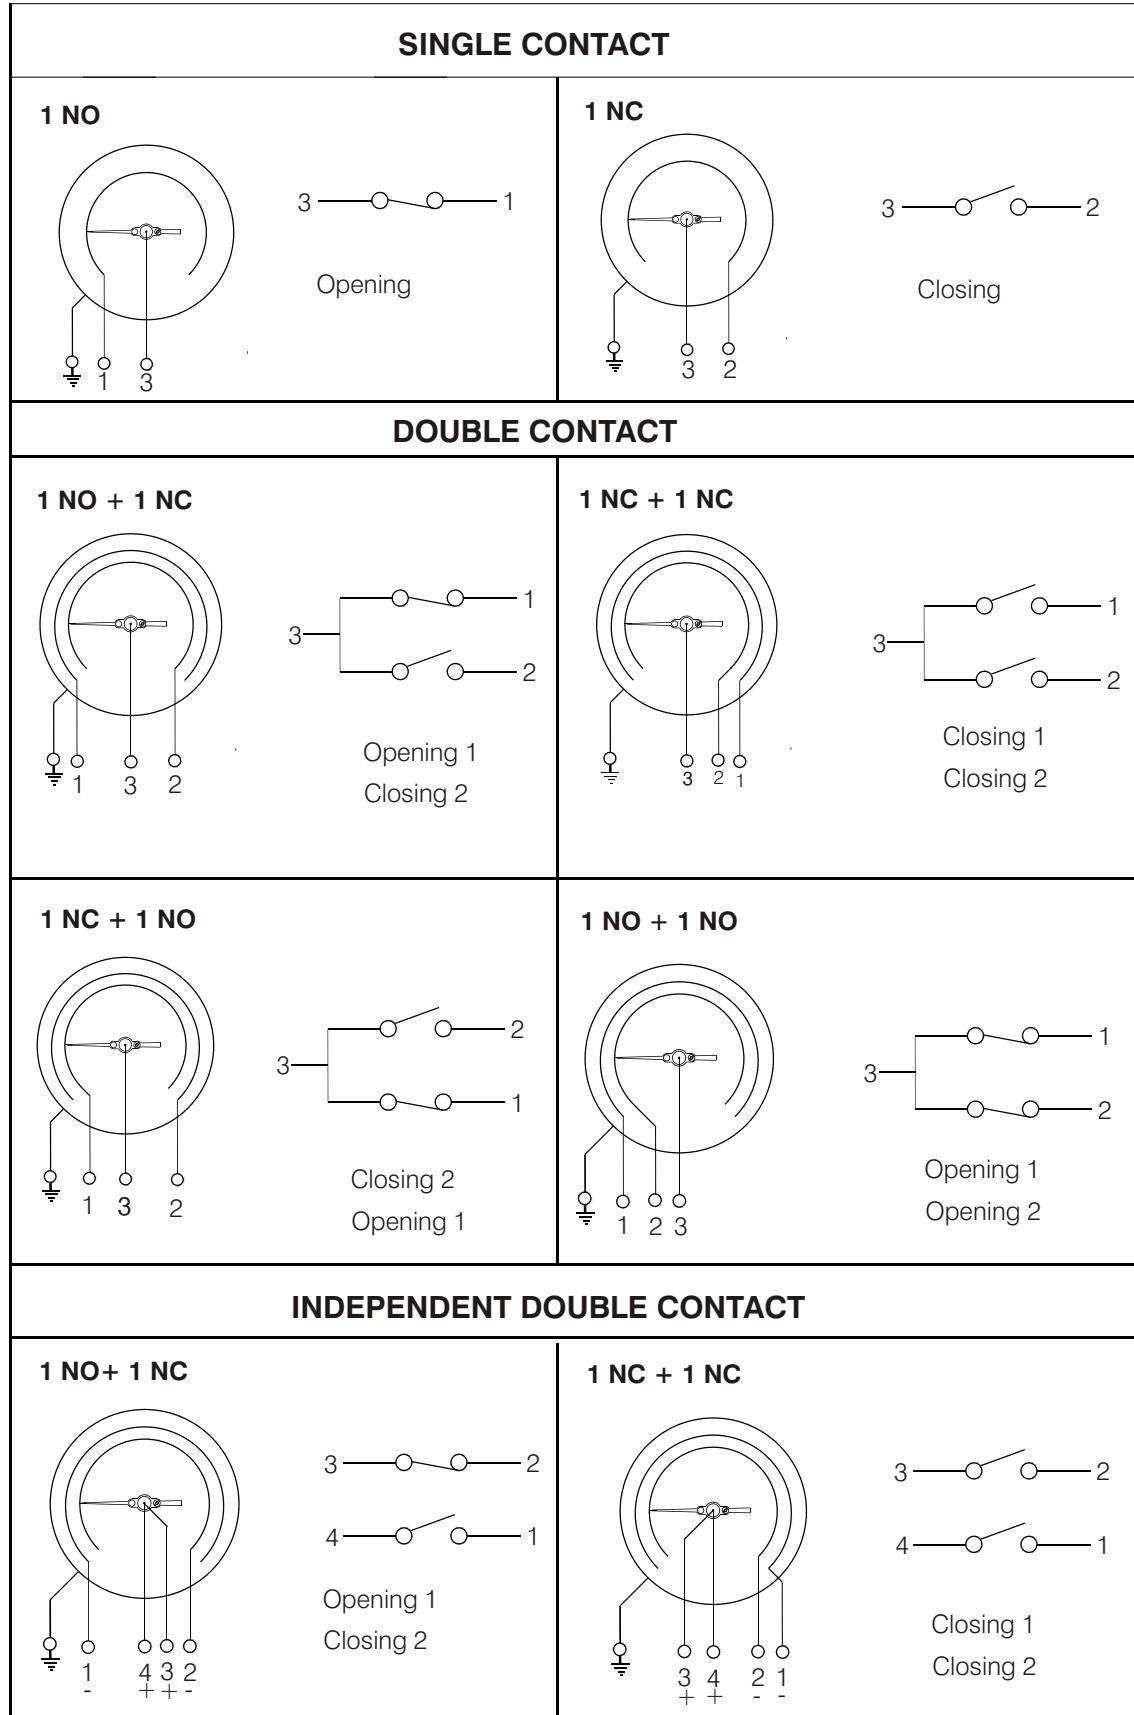 SINGLE CONTACT
1 NO
3 1
Opening
1 3
1 NC
3 2
Closing
3 2
DOUBLE CONTACT
1 NO + 1 NC
1
3
2
Opening 1
Closing 2
1 3 2
1 NC + 1 NC
1
3
2
Closing 1
Closing 2
3 2 1
1 NC + 1 NO
2
3
1
Closing 2
Opening 1
1 3 2
1 NO + 1 NO
1
3
2
Opening 1
Opening 2
1 2 3
INDEPENDENT DOUBLE CONTACT
1 NO+ 1 NC
3 2
4 1
Opening 1
Closing 2
1 4 3 2
- + + -
1 NC + 1 NC
3 2
4 1
Closing 1
Closing 2
3 4 2 1
+ + - -